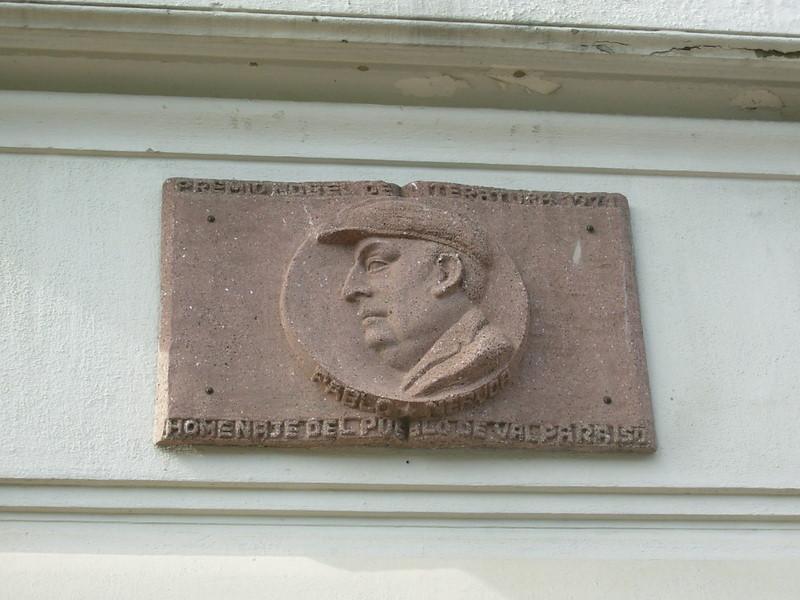 PREMIO NOBEL DE LITERATURA 1971
PABLO NERUDA
HOMENAJE DEL PUEBLO DE VALPARAISO